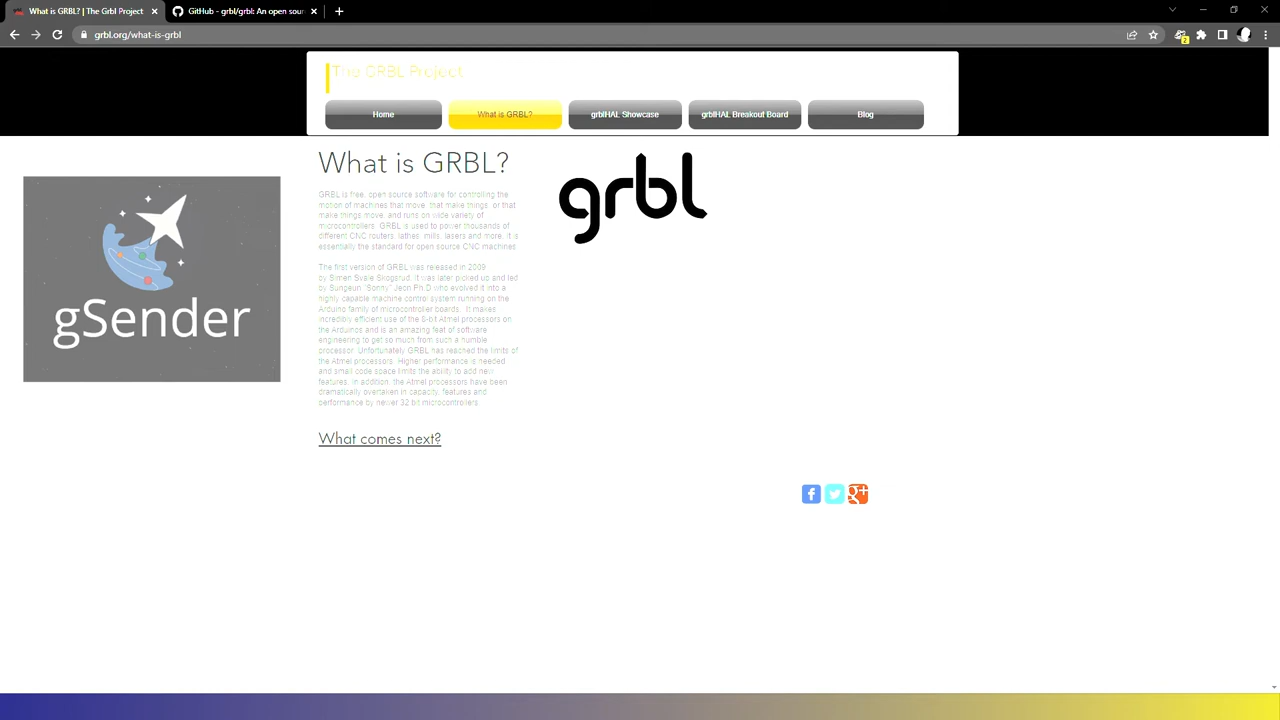 What is GRBL? | The Grbl Project
GitHub - grbl/grbl: An open sour
grbl.org/what-is-grbl
2
The GRBL Project
Home
What is GRBL?
grblHAL Showcase
grblHAL Breakout Board
Blog
gSender
What is GRBL?
GRBL is free, open source software for controlling the
motion of machines that move, that make things, or that
make things move, and runs on wide variety of
microcontrollers. GRBL is used to power thousands of
different CNC routers, lathes, mills, lasers and more. It is
essentially the standard for open source CNC machines
The first version of GRBL was released in 2009
by Simen Svale Skogsrud. It was later picked up and led
by Sungeun "Sonny" Jeon Ph.D who evolved it into a
highly capable machine control system running on the
Arduino family of microcontroller boards. It makes
incredibly efficient use of the 8-bit Atmel processors on
the Arduinos and is an amazing feat of software
engineering to get so much from such a humble
processor. Unfortunately GRBL has reached the limits of
the Atmel processors. Higher performance is needed
and small code space limits the ability to add new
features. In addition, the Atmel processors have been
dramatically overtaken in capacity, features and
performance by newer 32 bit microcontrollers
What comes next?
grbl